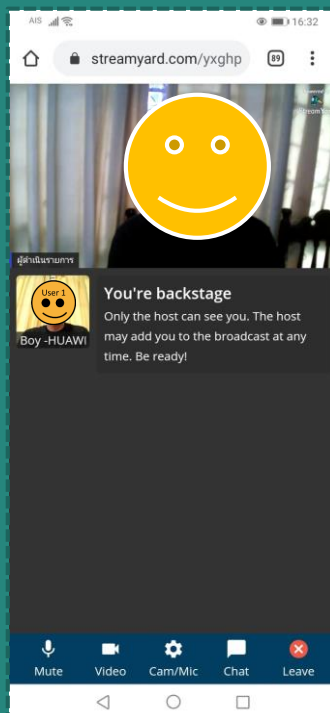 AIS 16:32
streamyard.com/yxghp 89
ผู้ดำเนินรายการ
User 1
Boy -HUAWI
You're backstage
Only the host can see you. The host
may add you to the broadcast at any
time. Be ready!
Mute Video Cam/Mic Chat Leave